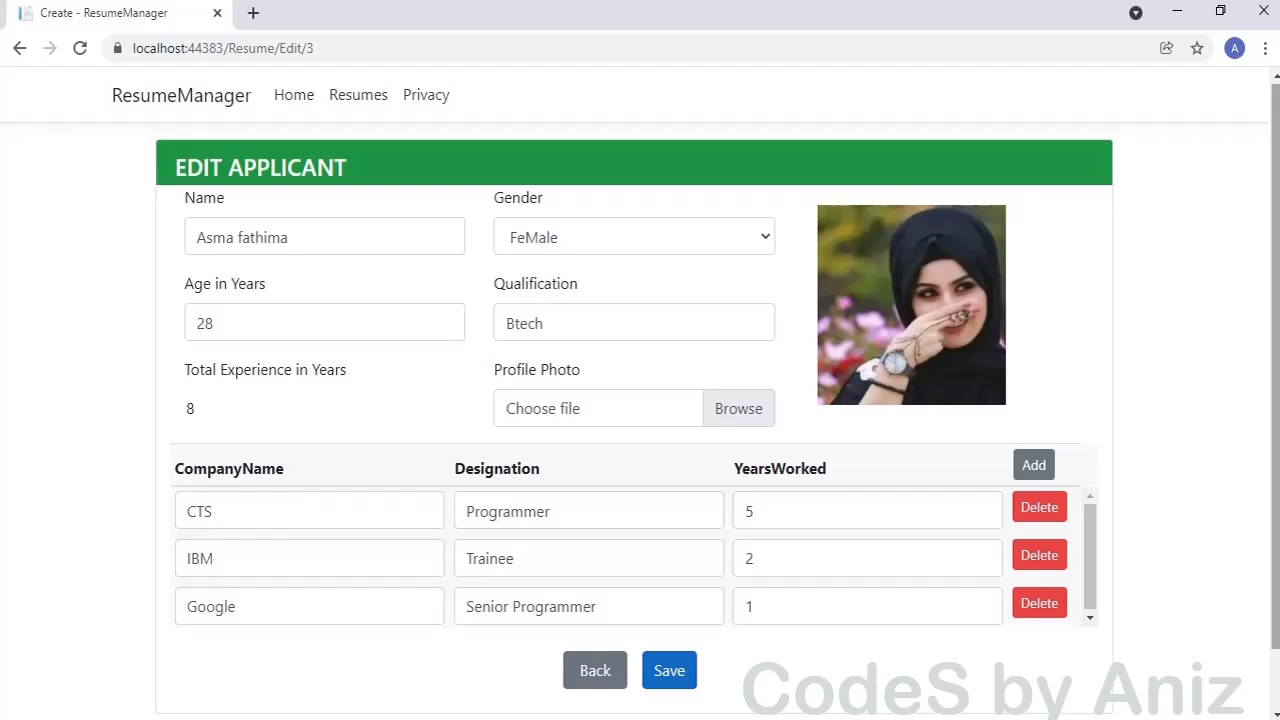 Create - ResumeManager
localhost:44383/Resume/Edit/3
A
ResumeManager Home Resumes Privacy
EDIT APPLICANT
Name Gender
Asma fathima FeMale
Age in Years Qualification
28 Btech
Total Experience in Years Profile Photo
8 Choose file Browse
CompanyName Designation YearsWorked Add
CTS Programmer 5 Delete
IBM Trainee 2 Delete
Google Senior Programmer 1 Delete
Back Save
CodeS by Aniz